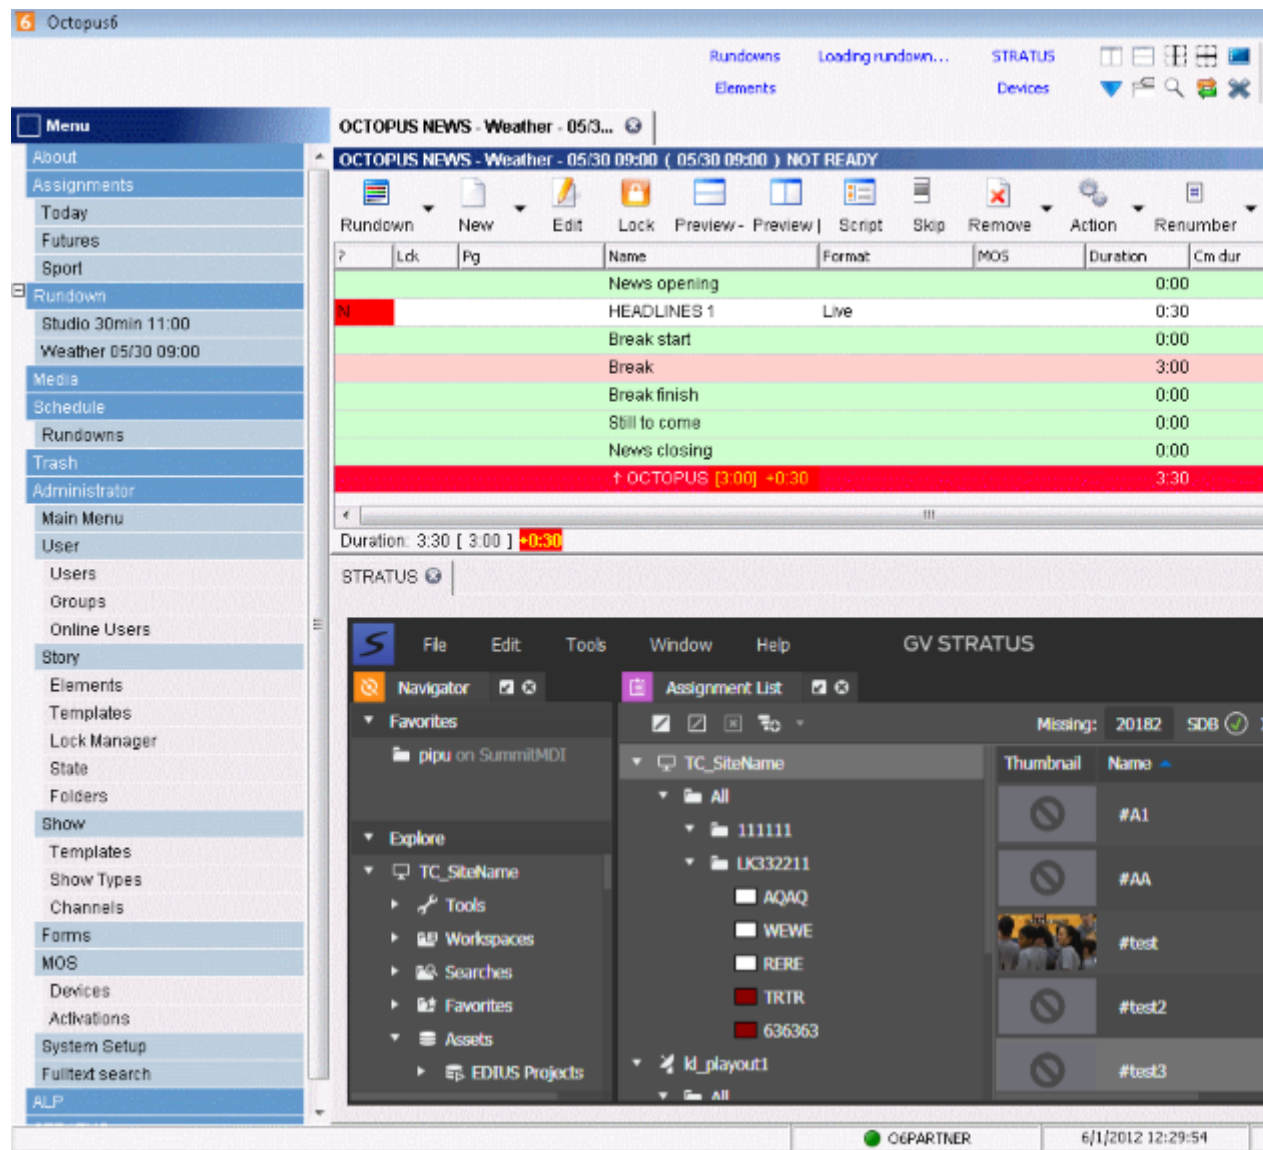 Octopus6
Rundowns Loading rundown... STRATUS
Elements Devices
Menu
About
Assignments
Today
Futures
Sport
Rundown
Studio 30min 11:00
Weather 05/30 09:00
Media
Schedule
Rundowns
Trash
Administrator
Main Menu
User
Users
Groups
Online Users
Story
Elements
Templates
Lock Manager
State
Folders
Show
Templates
Show Types
Channels
Forms
MOS
Devices
Activations
System Setup
Fulltext search
ALP
OCTOPUS NEWS - Weather - 05/3...
OCTOPUS NEWS - Weather - 05/30 09:00 ( 05/30 09:00 ) NOT READY
Rundown New Edit Lock Preview - Preview | Script Skip Remove Action Renumber
? Lck Pg Name Format MOS Duration Cm dur
News opening 0:00
N HEADLINES 1 Live 0:30
Break start 0:00
Break 3:00
Break finish 0:00
Still to come 0:00
News closing 0:00
↑ OCTOPUS [3:00] +0:30 3:30
Duration: 3:30 [ 3:00 ] +0:30
STRATUS
S File Edit Tools Window Help GV STRATUS
Navigator
Favorites
pipu on SummitMDI
Explore
TC_SiteName
Tools
Workspaces
Searches
Favorites
Assets
EDIUS Projects
Assignment List
Missing: 20182 SDB
TC_SiteName
All
111111
LK332211
AQAQ
WEWE
RERE
TRTR
636363
kl_playout1
All
Thumbnail Name
#A1
#AA
#test
#test2
#test3
O6PARTNER 6/1/2012 12:29:54